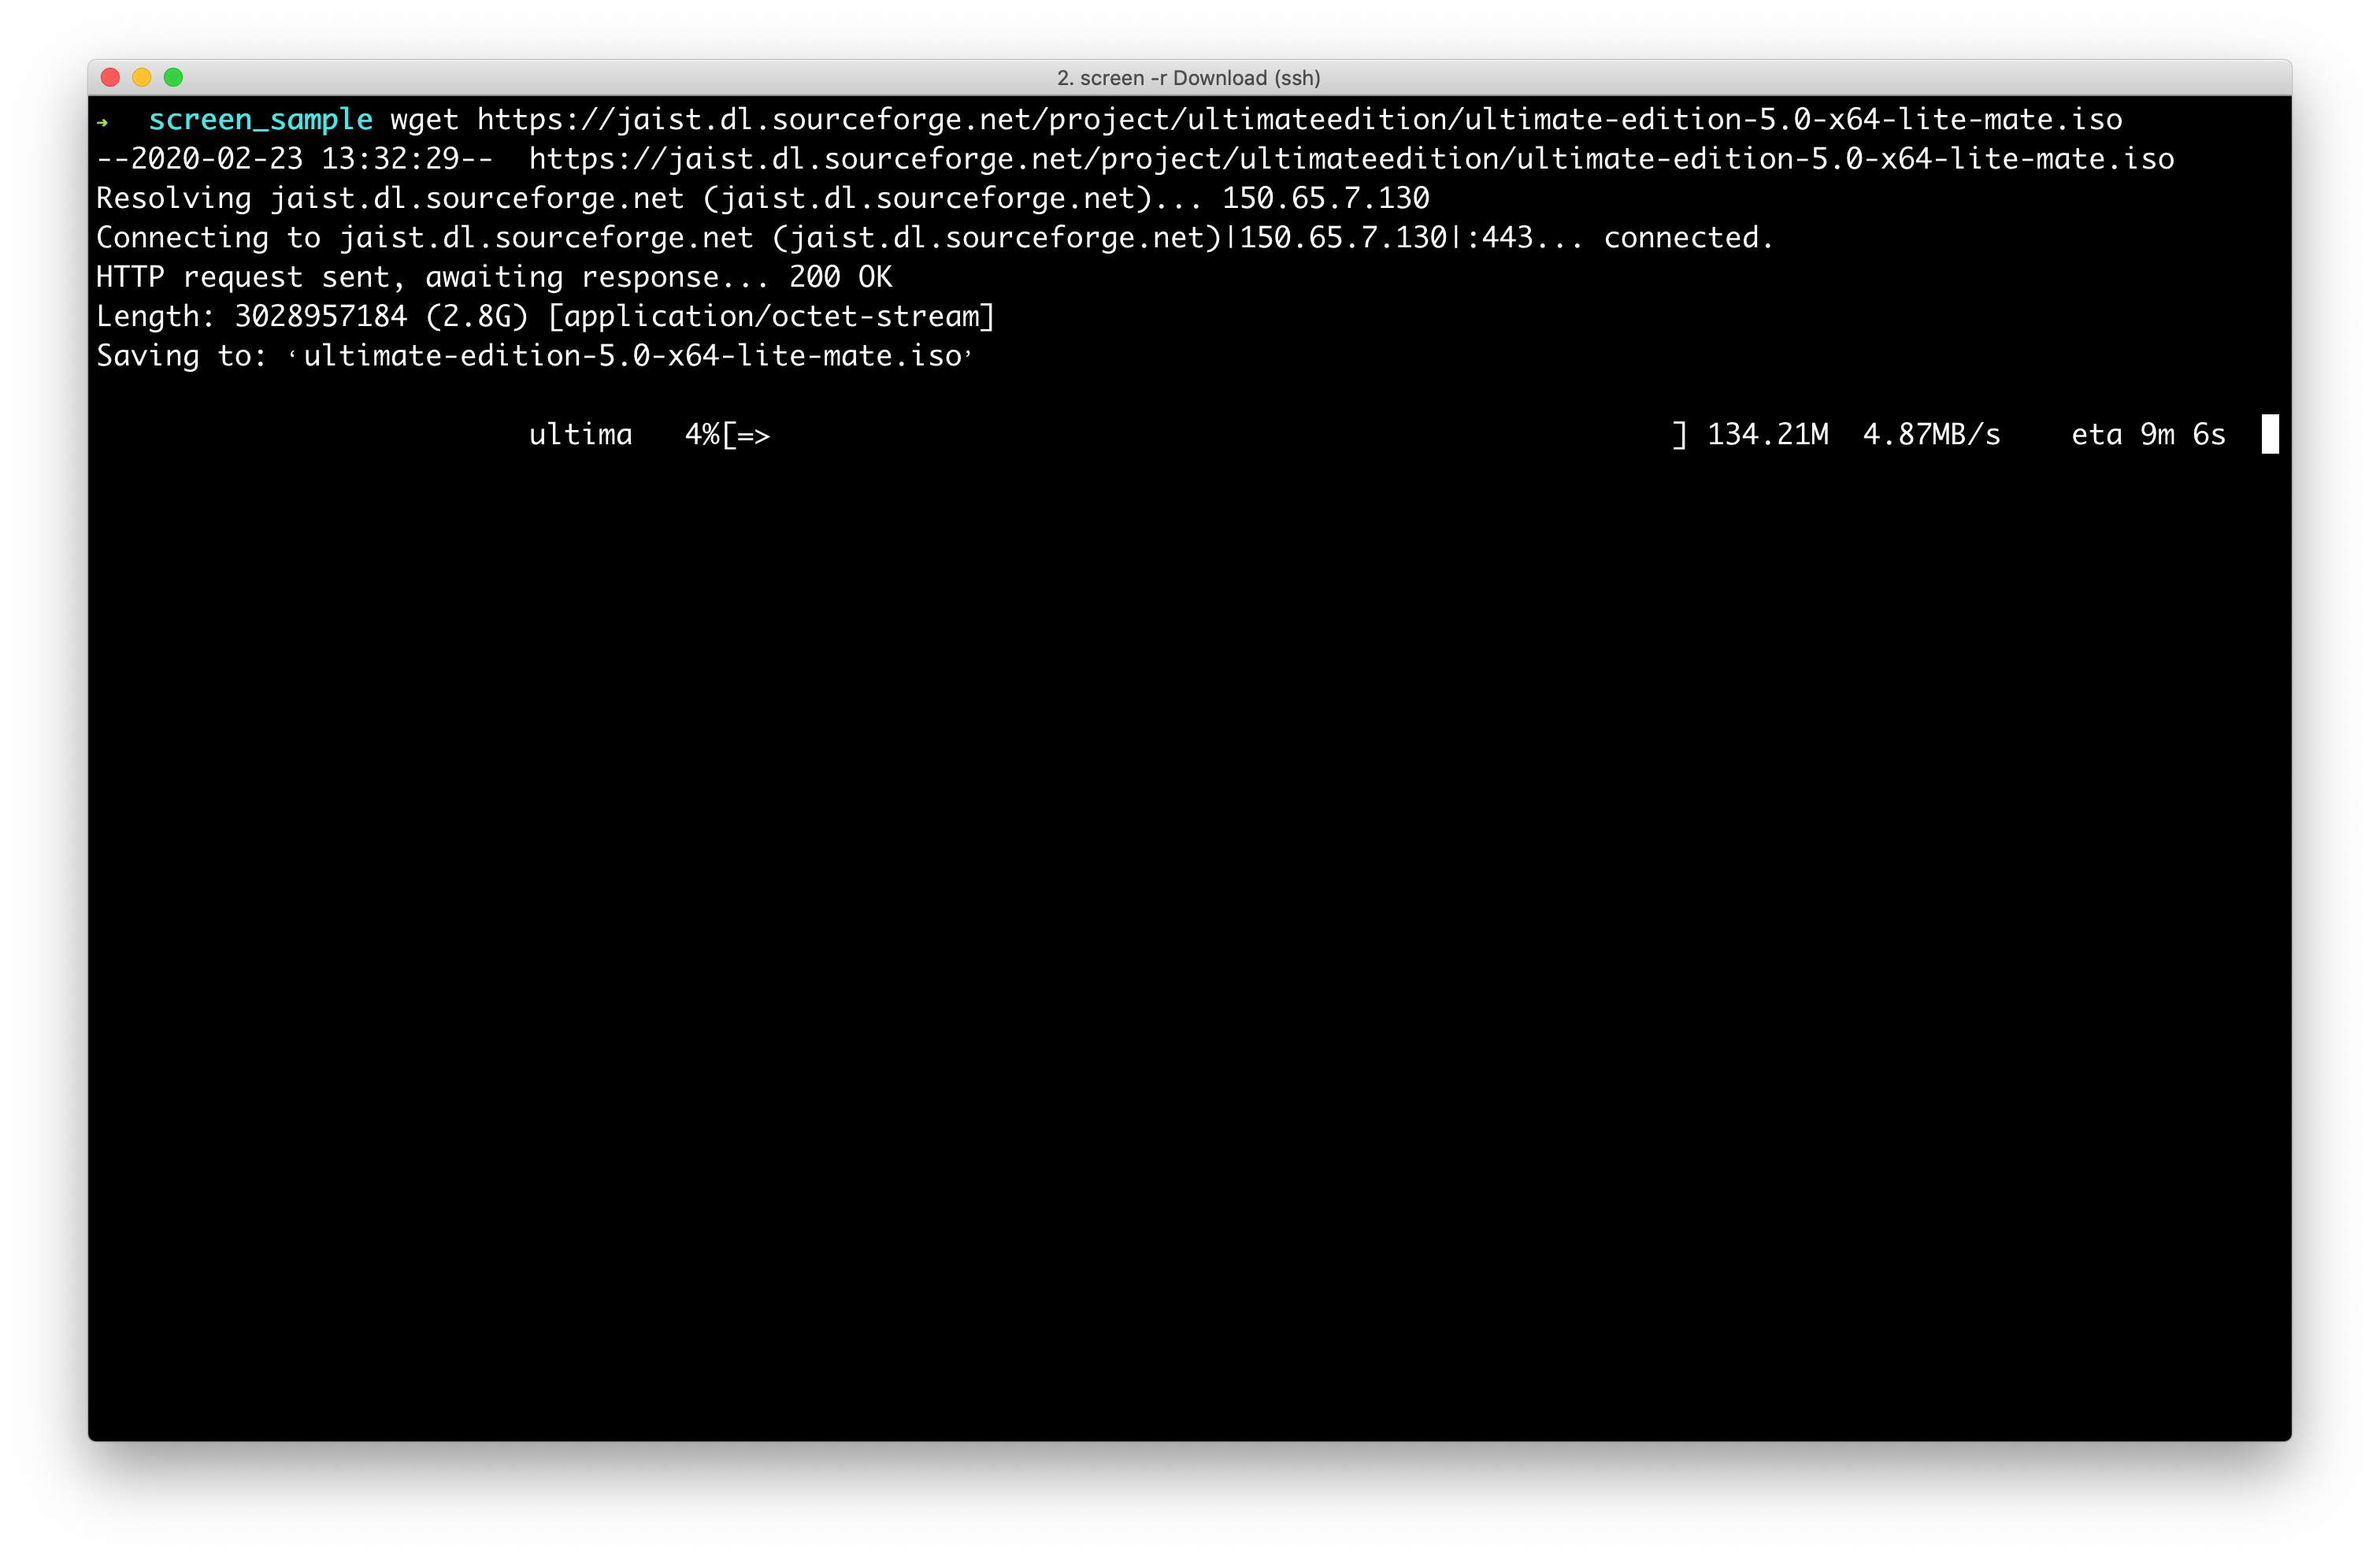 2. screen -r Download (ssh)
➜  screen_sample wget https://jaist.dl.sourceforge.net/project/ultimateedition/ultimate-edition-5.0-x64-lite-mate.iso
--2020-02-23 13:32:29--  https://jaist.dl.sourceforge.net/project/ultimateedition/ultimate-edition-5.0-x64-lite-mate.iso
Resolving jaist.dl.sourceforge.net (jaist.dl.sourceforge.net)... 150.65.7.130
Connecting to jaist.dl.sourceforge.net (jaist.dl.sourceforge.net)|150.65.7.130|:443... connected.
HTTP request sent, awaiting response... 200 OK
Length: 3028957184 (2.8G) [application/octet-stream]
Saving to: ‘ultimate-edition-5.0-x64-lite-mate.iso’
ultima   4%[=>                                                    ] 134.21M  4.87MB/s    eta 9m 6s